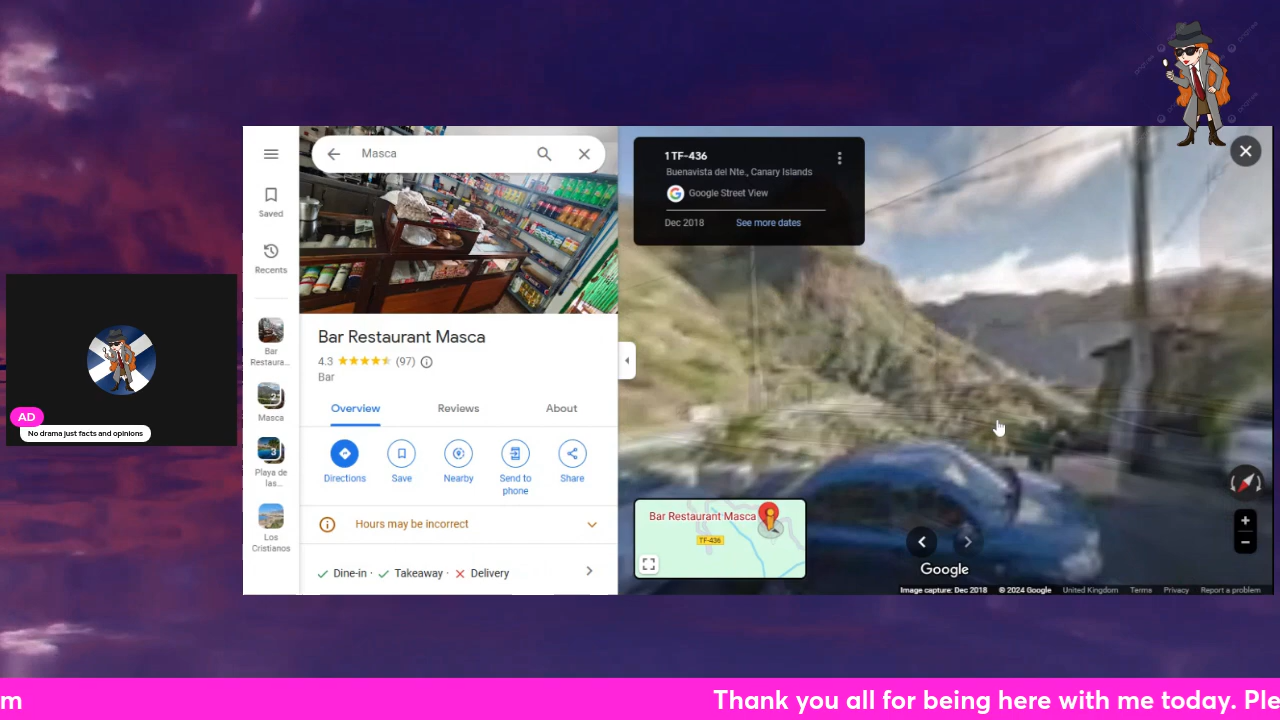 Masca
Saved
Recents
Bar
Restaura...
2
Masca
3
Playa de
las...
Los
Cristianos
Bar Restaurant Masca
4.3 ★★★★★ (97)
Bar
Overview
Reviews
About
Directions
Save
Nearby
Send to
phone
Share
Hours may be incorrect
Dine-in · Takeaway · Delivery
1 TF-436
Buenavista del Nte., Canary Islands
Google Street View
Dec 2018 See more dates
Bar Restaurant Masca
TF-436
Google
Image capture: Dec 2018 © 2024 Google United Kingdom Terms Privacy Report a problem
AD
No drama just facts and opinions
m Thank you all for being here with me today. Ple